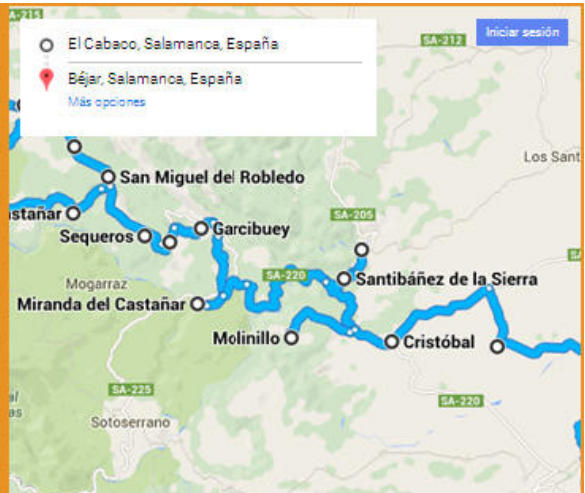 SA-215
El Cabaco, Salamanca, España
Béjar, Salamanca, España
Más opciones
SA-212
Iniciar sesión
Los Sant
San Miguel del Robledo
stañar
SA-205
Sequeros
Garcibuey
SA-220
Santibáñez de la Sierra
Mogarraz
Miranda del Castañar
Molinillo
Cristóbal
SA-225
SA-220
Sotoserrano